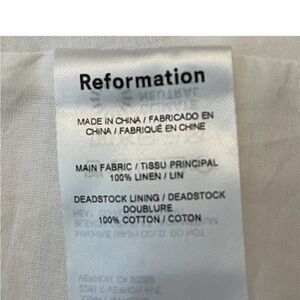 Reformation
MADE IN CHINA / FABRICADO EN
CHINA / FABRIQUÉ EN CHINE
MAIN FABRIC / TISSU PRINCIPAL
100% LINEN / LIN
DEADSTOCK LINING / DEADSTOCK
DOUBLURE
100% COTTON / COTON